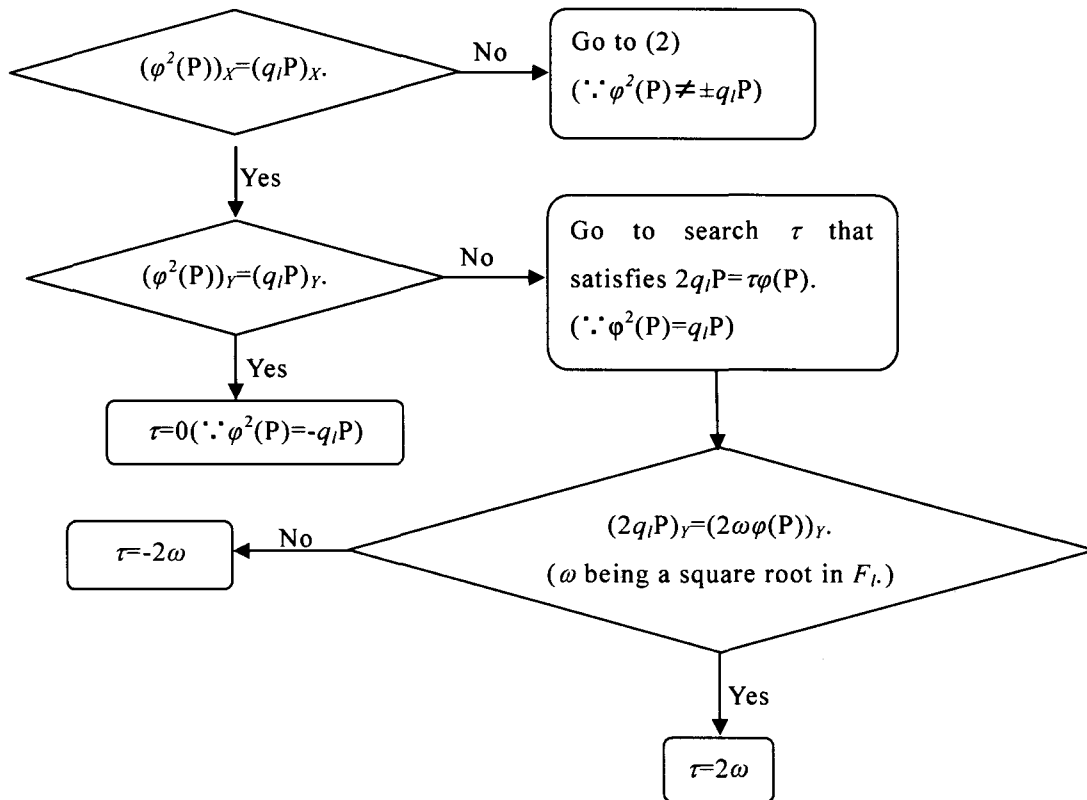 (φ²(P))_X=(q_lP)_X.
No
Go to (2)
(∵φ²(P)≠±q_lP)
Yes
(φ²(P))_Y=(q_lP)_Y.
No
Go to search τ that
satisfies 2q_lP=τφ(P).
(∵φ²(P)=q_lP)
Yes
τ=0(∵φ²(P)=-q_lP)
(2q_lP)_Y=(2ωφ(P))_Y.
(ω being a square root in F_l.)
No
τ=-2ω
Yes
τ=2ω